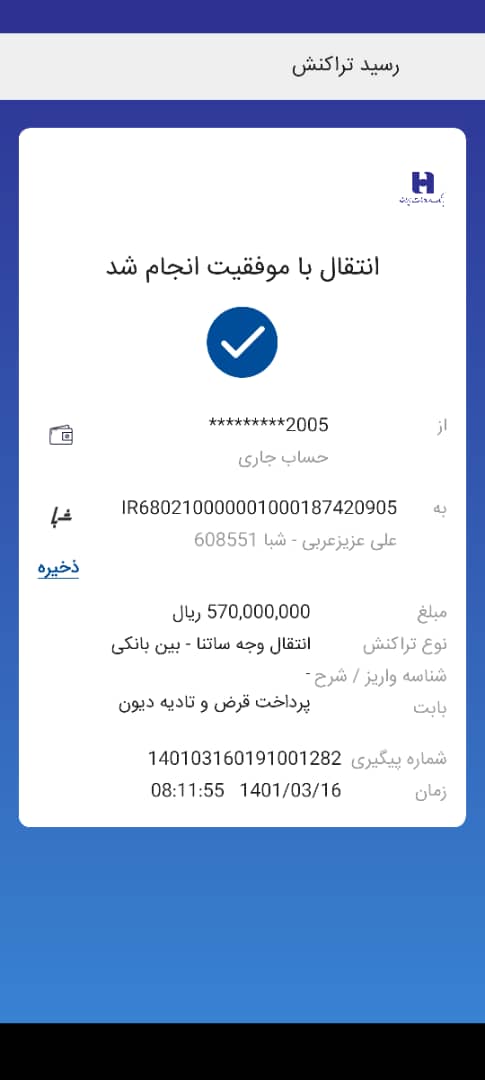 رسید تراکنش
بانک صادرات ایران
انتقال با موفقیت انجام شد
از *********2005
حساب جاری
به IR680210000001000187420905
علی عزیزعربی - شبا 608551
شبا
ذخیره
مبلغ 570,000,000 ریال
نوع تراکنش انتقال وجه ساتنا - بین بانکی
شناسه واریز / شرح -
بابت پرداخت قرض و تادیه دیون
شماره پیگیری 140103160191001282
زمان 1401/03/16 08:11:55